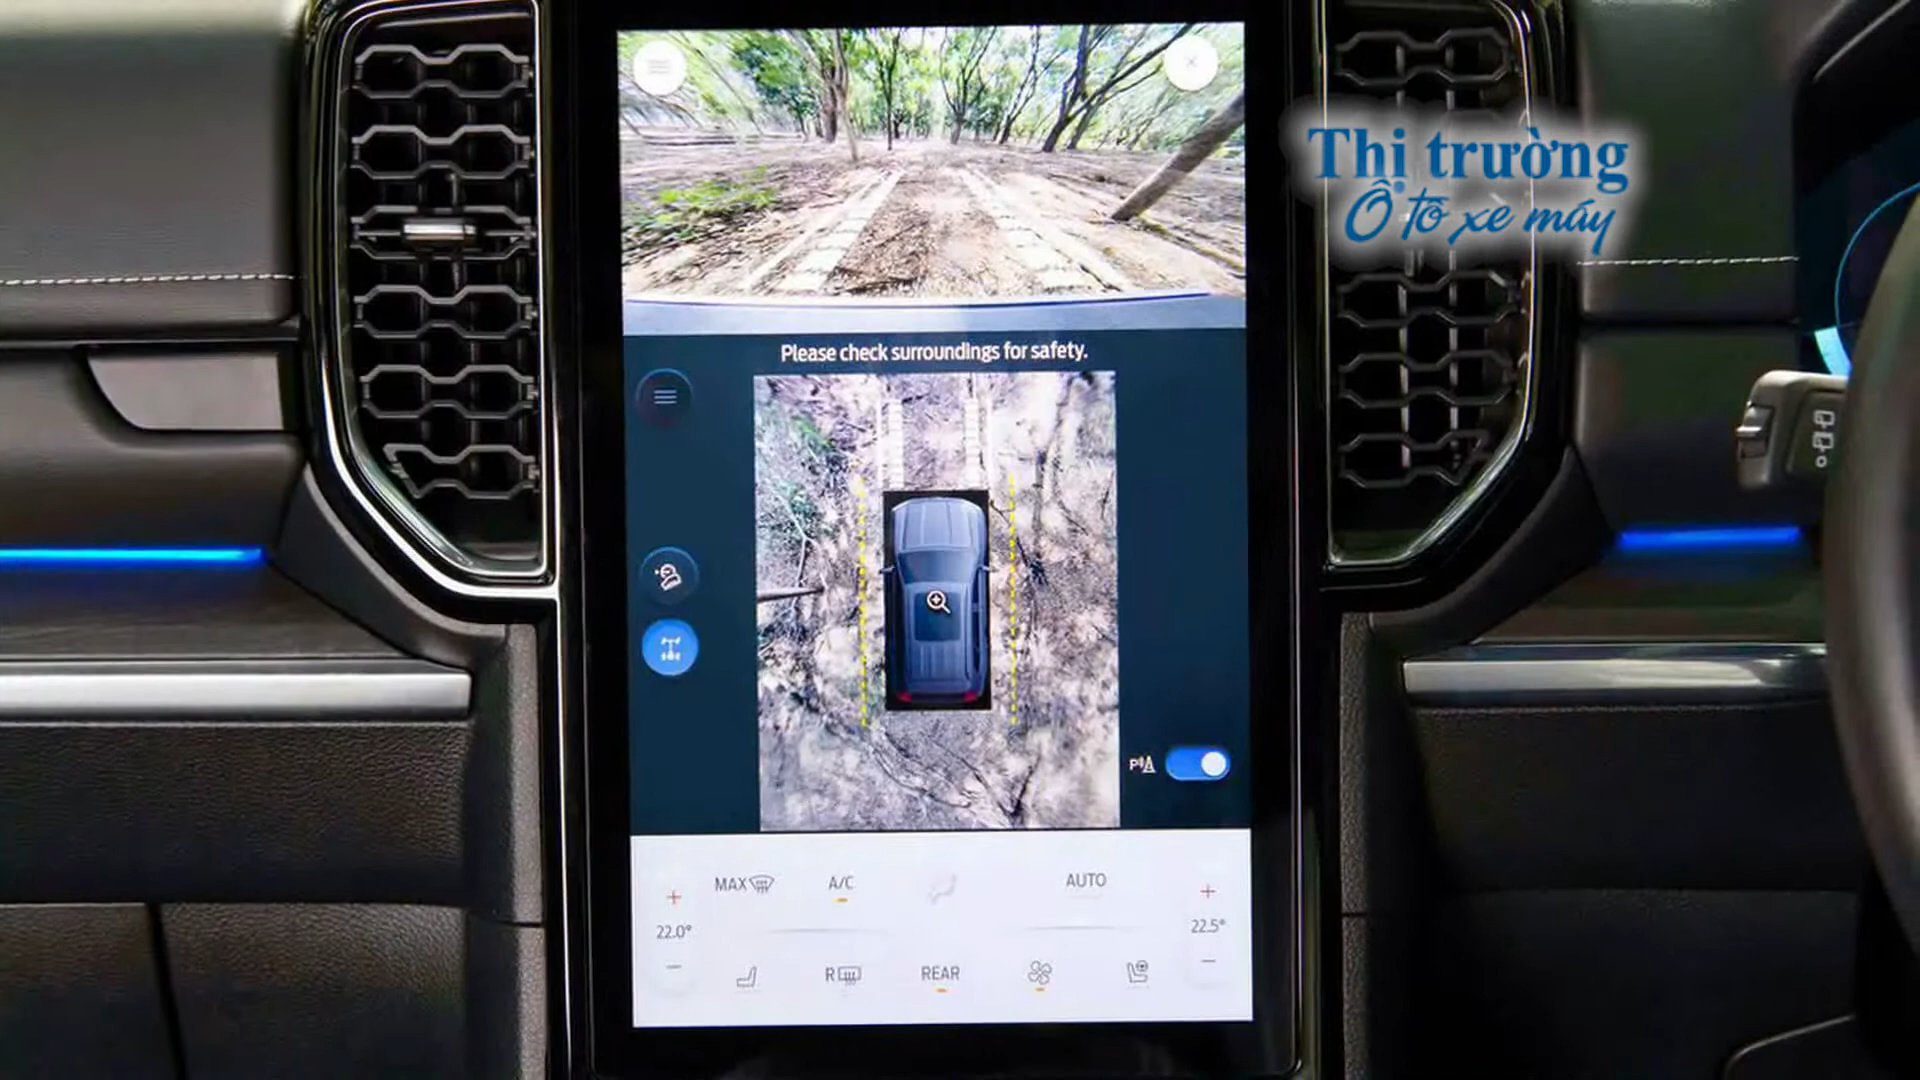 Thị trường
Ô tô xe máy
Please check surroundings for safety.
P
MAX
A/C
AUTO
22.0°
22.5°
R
REAR